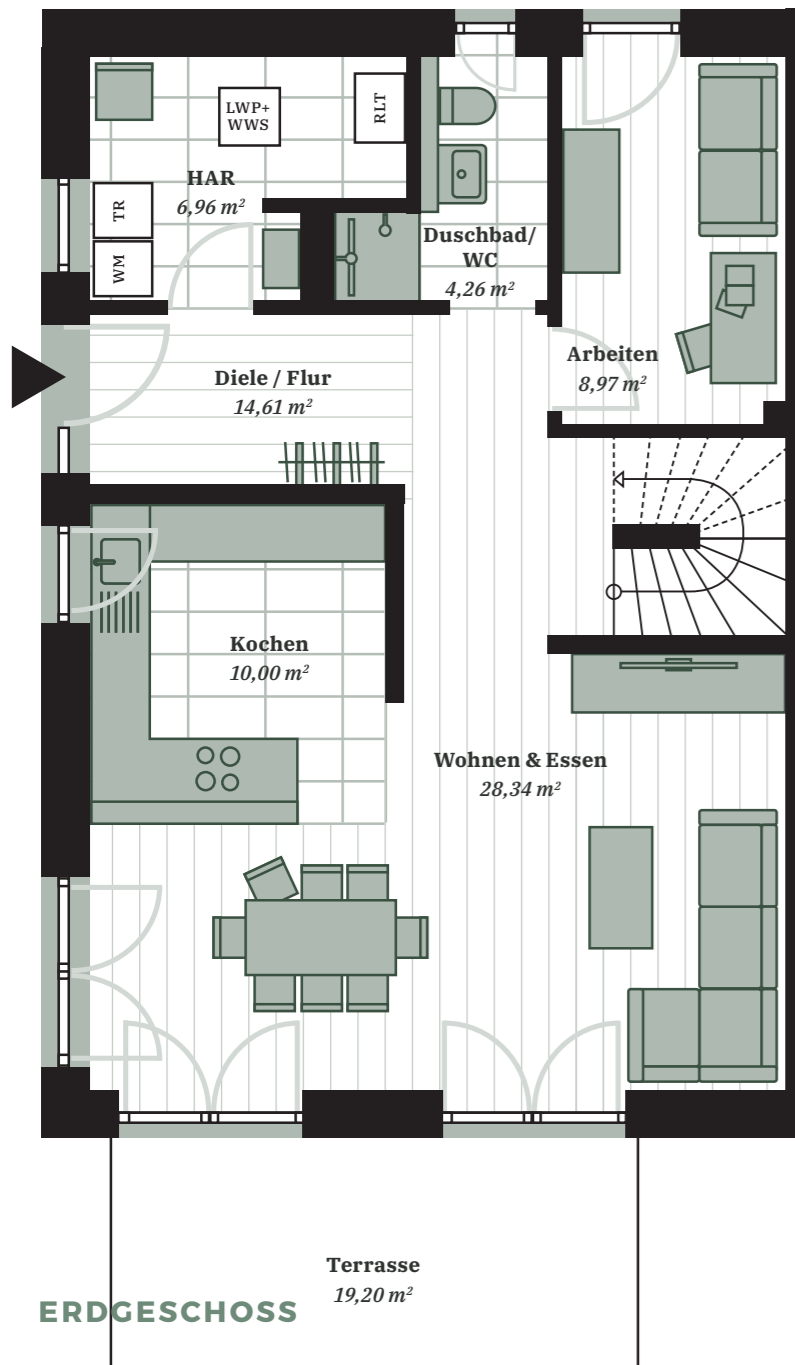 LWP+
WWS
RLT
HAR
6,96 m²
TR
WM
Duschbad/
WC
4,26 m²
Arbeiten
8,97 m²
Diele / Flur
14,61 m²
Kochen
10,00 m²
Wohnen & Essen
28,34 m²
Terrasse
19,20 m²
ERDGESCHOSS